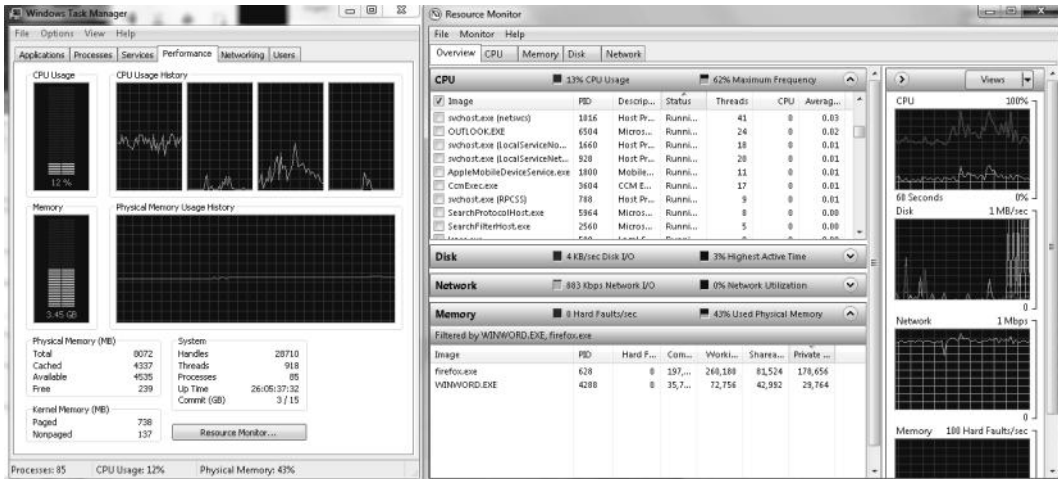 Windows Task Manager
File Options View Help
Applications Processes Services Performance Networking Users
CPU Usage CPU Usage History
12 %
Memory Physical Memory Usage History
3.45 GB
Physical Memory (MB)
Total 8072
Cached 4337
Available 4535
Free 239
Kernel Memory (MB)
Paged 738
Nonpaged 137
System
Handles 28710
Threads 918
Processes 85
Up Time 26:05:37:32
Commit (GB) 3 / 15
Resource Monitor...
Processes: 85 CPU Usage: 12% Physical Memory: 43%
Resource Monitor
File Monitor Help
Overview CPU Memory Disk Network
CPU 13% CPU Usage 62% Maximum Frequency
Image PID Descrip... Status Threads CPU Averag...
svchost.exe (netsvcs) 1016 Host Pr... Runni... 41 0 0.03
OUTLOOK.EXE 6504 Micros... Runni... 24 0 0.02
svchost.exe (LocalServiceNo... 1660 Host Pr... Runni... 18 0 0.01
svchost.exe (LocalServiceNet... 928 Host Pr... Runni... 20 0 0.01
AppleMobileDeviceService.exe 1800 Mobile... Runni... 11 0 0.01
CcmExec.exe 3604 CCM E... Runni... 17 0 0.01
svchost.exe (RPCSS) 788 Host Pr... Runni... 9 0 0.01
SearchProtocolHost.exe 5964 Micros... Runni... 8 0 0.00
SearchFilterHost.exe 2560 Micros... Runni... 5 0 0.00
Disk 4 KB/sec Disk I/O 3% Highest Active Time
Network 883 Kbps Network I/O 0% Network Utilization
Memory 0 Hard Faults/sec 43% Used Physical Memory
Filtered by WINWORD.EXE, firefox.exe
Image PID Hard F... Com... Worki... Sharea... Private ...
firefox.exe 628 0 197,... 260,180 81,524 178,656
WINWORD.EXE 4288 0 35,7... 72,756 42,992 29,764
Views
CPU 100%
60 Seconds 0%
Disk 1 MB/sec
0
Network 1 Mbps
0
Memory 100 Hard Faults/sec